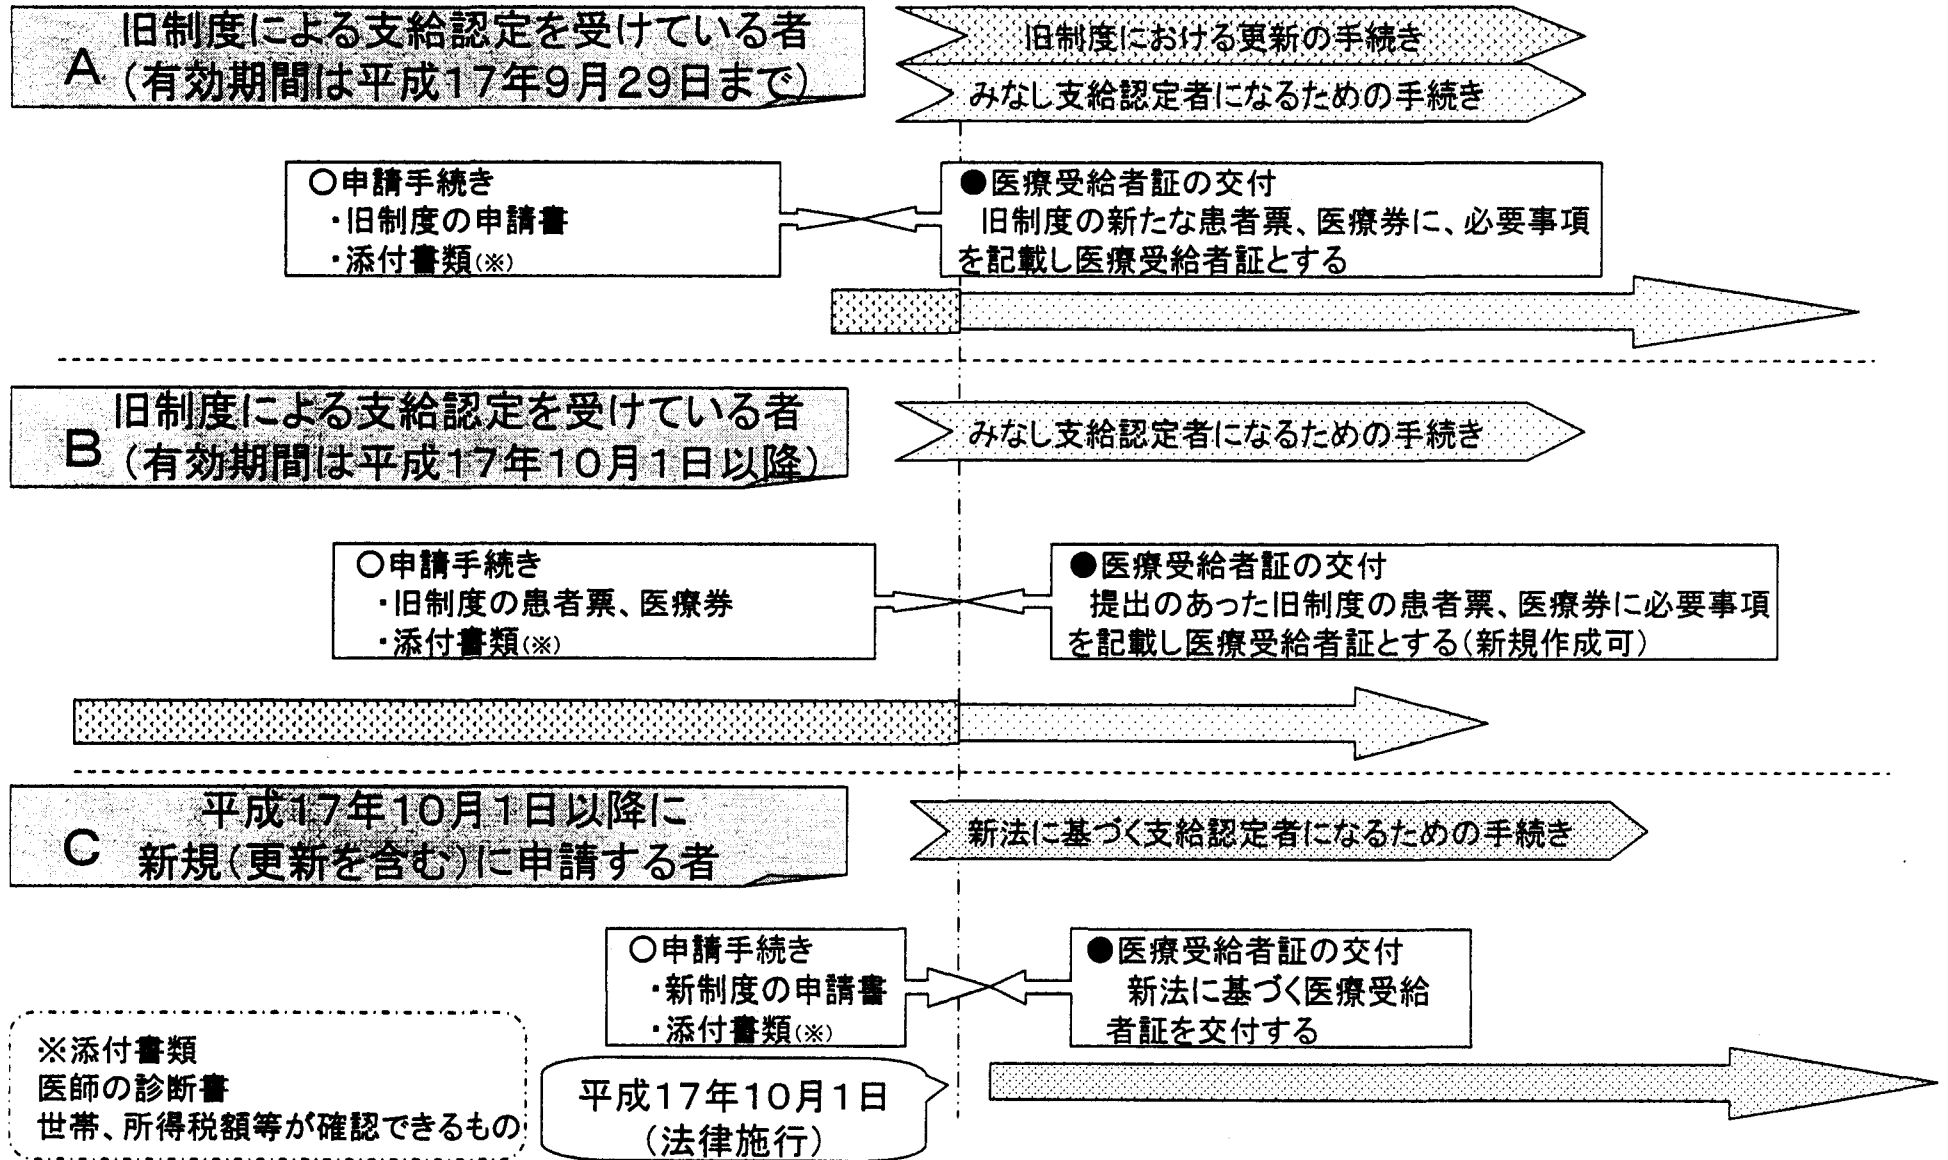 A
旧制度による支給認定を受けている者
(有効期間は平成17年9月29日まで)
旧制度における更新の手続き
みなし支給認定者になるための手続き
○申請手続き
・旧制度の申請書
・添付書類(※)
●医療受給者証の交付
旧制度の新たな患者票、医療券に、必要事項
を記載し医療受給者証とする
B
旧制度による支給認定を受けている者
(有効期間は平成17年10月1日以降)
みなし支給認定者になるための手続き
○申請手続き
・旧制度の患者票、医療券
・添付書類(※)
●医療受給者証の交付
提出のあった旧制度の患者票、医療券に必要事項
を記載し医療受給者証とする(新規作成可)
C
平成17年10月1日以降に
新規(更新を含む)に申請する者
新法に基づく支給認定者になるための手続き
○申請手続き
・新制度の申請書
・添付書類(※)
●医療受給者証の交付
新法に基づく医療受給
者証を交付する
※添付書類
医師の診断書
世帯、所得税額等が確認できるもの
平成17年10月1日
(法律施行)